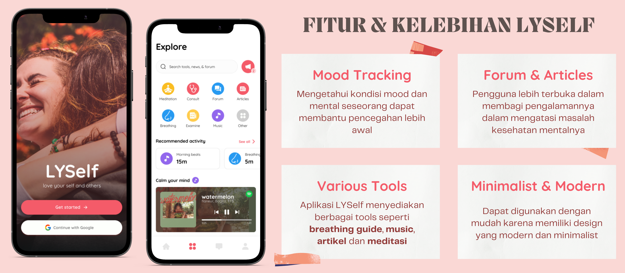 LYSelf
love your self and others
Get started →
Continue with Google
Explore
Search tools, news, & forum
Meditation
Consult
Forum
Articles
Breathing
Examine
Music
Other
Recommended activity
See all >
Morning beats
15m
Breathing
5m
Calm your mind
watermelon
FITUR & KELEBIHAN LYSELF
Mood Tracking
Mengetahui kondisi mood dan
mental seseorang dapat
membantu pencegahan lebih
awal
Forum & Articles
Pengguna lebih terbuka dalam
membagi pengalamannya
dalam mengatasi masalah
kesehatan mentalnya
Various Tools
Aplikasi LYSelf menyediakan
berbagai tools seperti
breathing guide, music,
artikel dan meditasi
Minimalist & Modern
Dapat digunakan dengan
mudah karena memiliki design
yang modern dan minimalist